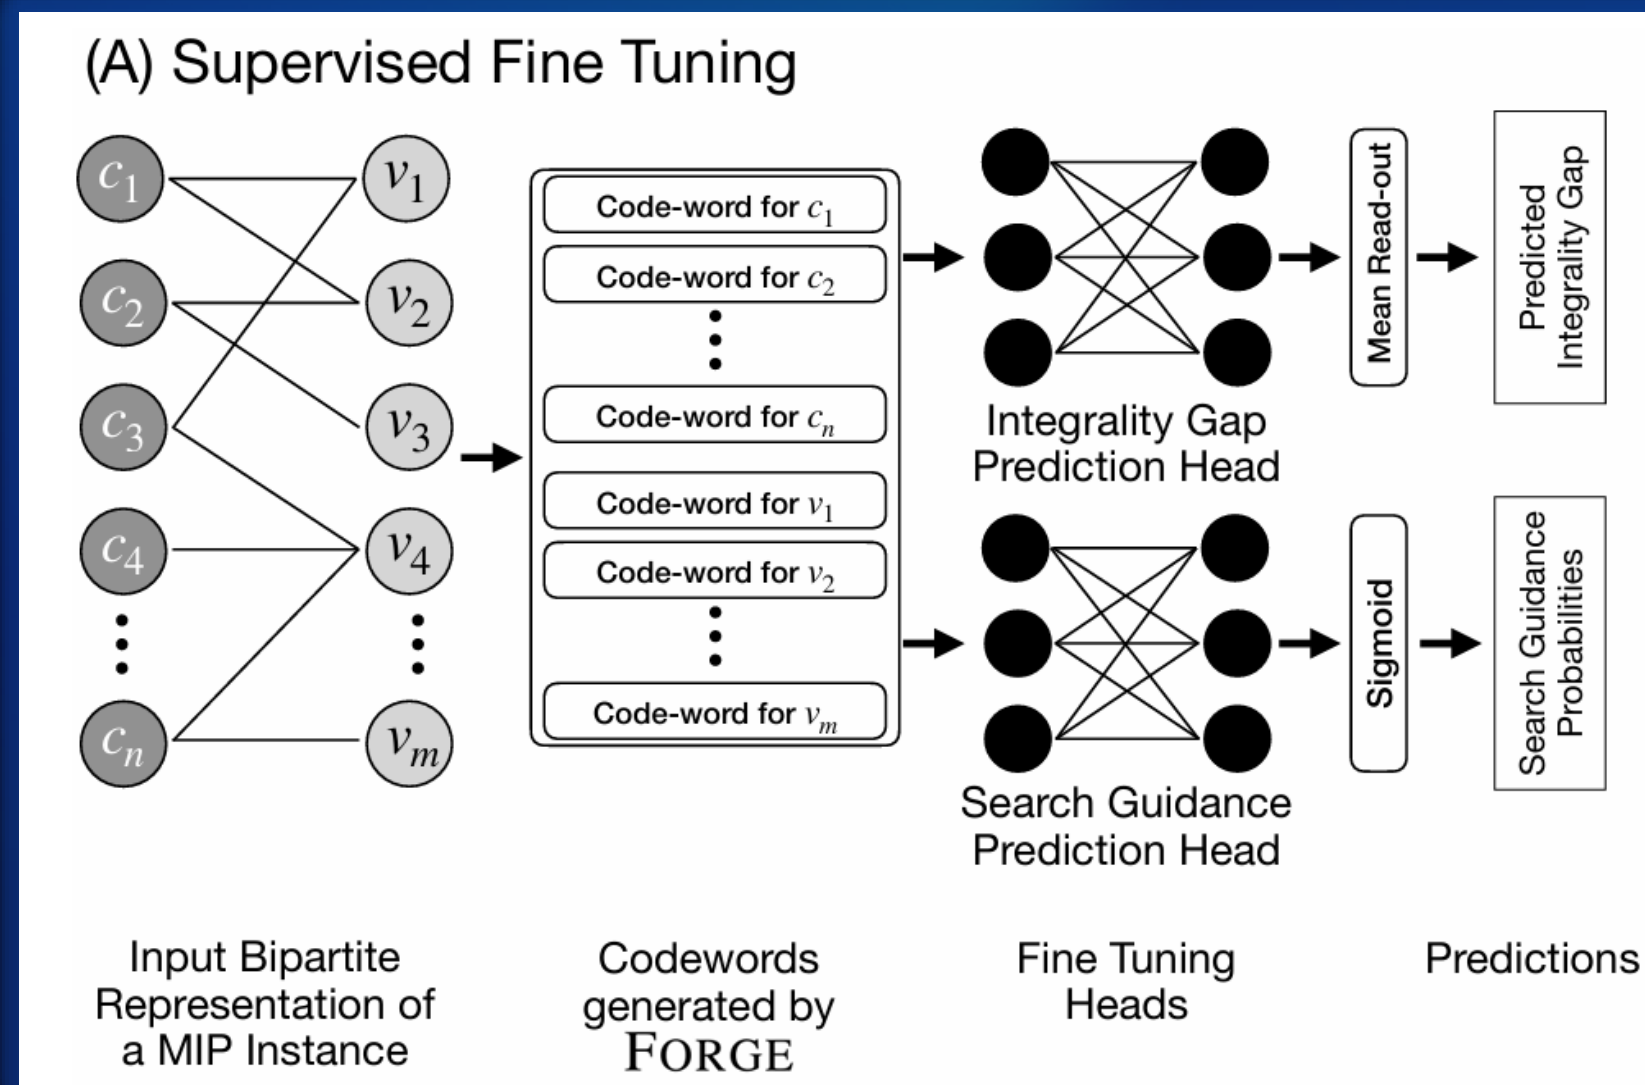 (A) Supervised Fine Tuning
c1
c2
c3
c4
cn
v1
v2
v3
v4
vm
Code-word for c1
Code-word for c2
Code-word for cn
Code-word for v1
Code-word for v2
Code-word for vm
Integrality Gap
Prediction Head
Mean Read-out
Predicted
Integrality Gap
Search Guidance
Prediction Head
Sigmoid
Search Guidance
Probabilities
Input Bipartite
Representation of
a MIP Instance
Codewords
generated by
FORGE
Fine Tuning
Heads
Predictions